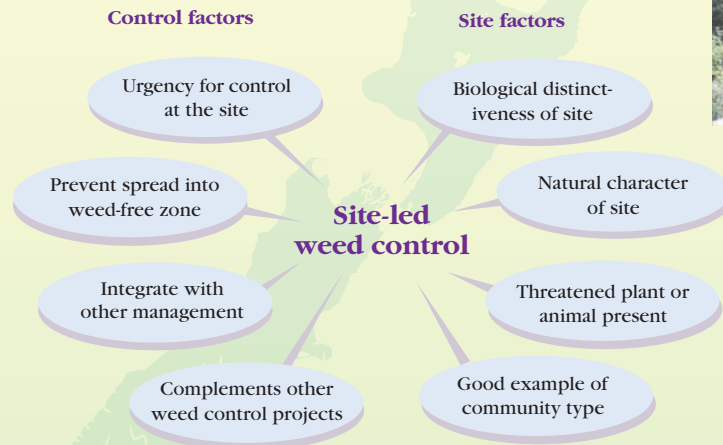 Control factors
Site factors
Urgency for control
at the site
Biological distinct-
iveness of site
Prevent spread into
weed-free zone
Natural character
of site
Site-led
weed control
Integrate with
other management
Threatened plant or
animal present
Complements other
weed control projects
Good example of
community type